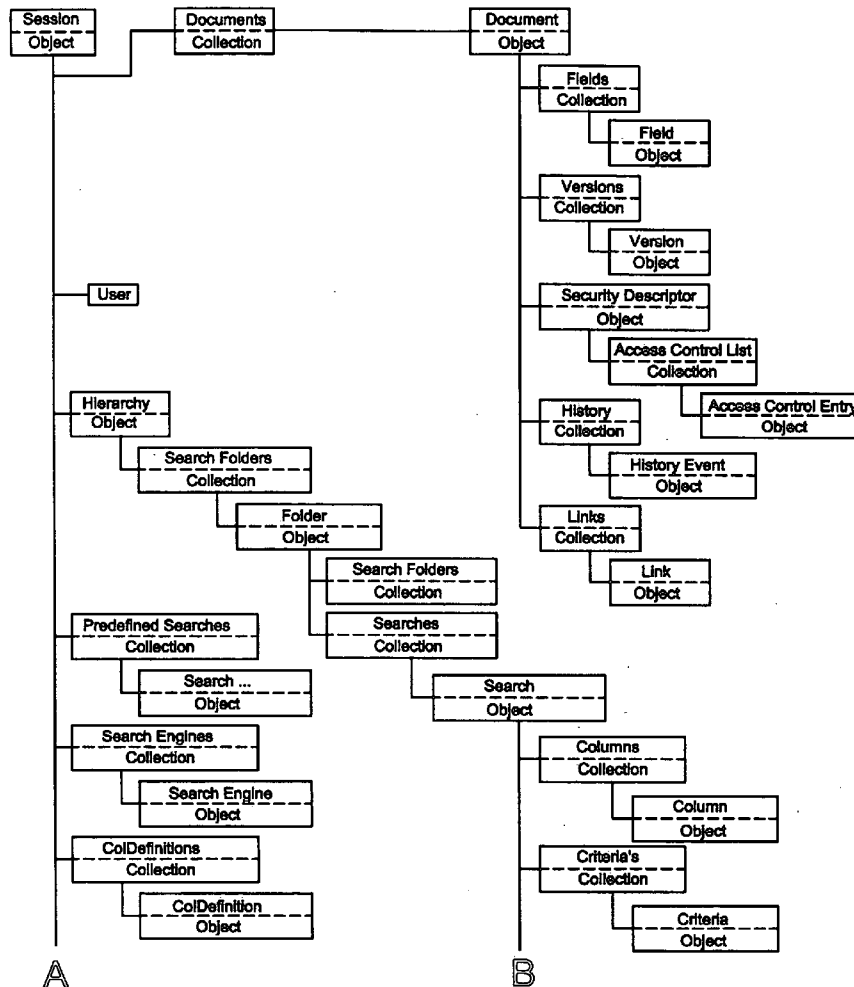 Session
Object
Documents
Collection
Document
Object
Fields
Collection
Field
Object
Versions
Collection
Version
Object
User
Security Descriptor
Object
Access Control List
Collection
Access Control Entry
Object
Hierarchy
Object
History
Collection
Search Folders
Collection
History Event
Object
Folder
Object
Links
Collection
Search Folders
Collection
Link
Object
Predefined Searches
Collection
Searches
Collection
Search ...
Object
Search
Object
Search Engines
Collection
Columns
Collection
Search Engine
Object
Column
Object
ColDefinitions
Collection
Criteria's
Collection
ColDefinition
Object
Criteria
Object
A
B